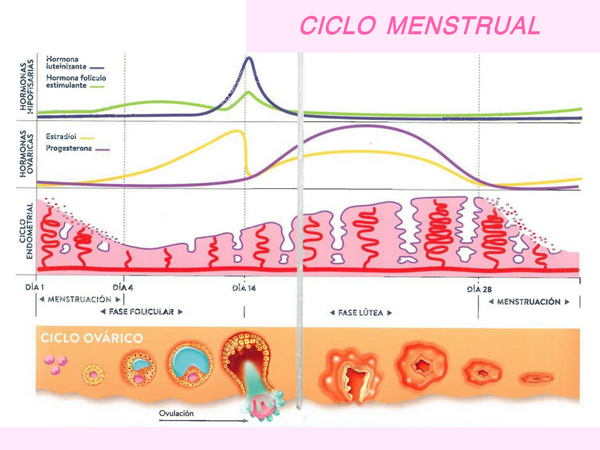 CICLO MENSTRUAL
HORMONAS
HIPOFISARIAS
Hormona
luteinizante
Hormona folículo
estimulante
HORMONAS
OVÁRICAS
Estradiol
Progesterona
CICLO
ENDOMETRIAL
DÍA 1
DÍA 4
DÍA 14
DÍA 28
MENSTRUACIÓN
FASE FOLICULAR
FASE LÚTEA
MENSTRUACIÓN
CICLO OVÁRICO
Ovulación